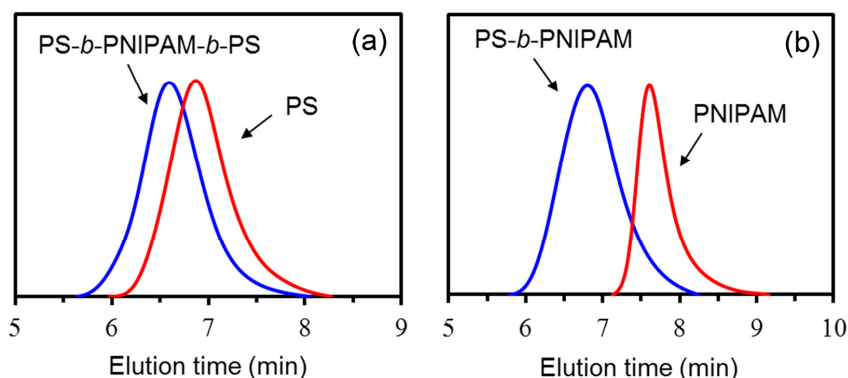 (a)
PS-b-PNIPAM-b-PS
PS
5 6 7 8 9
Elution time (min)
(b)
PS-b-PNIPAM
PNIPAM
5 6 7 8 9 10
Elution time (min)